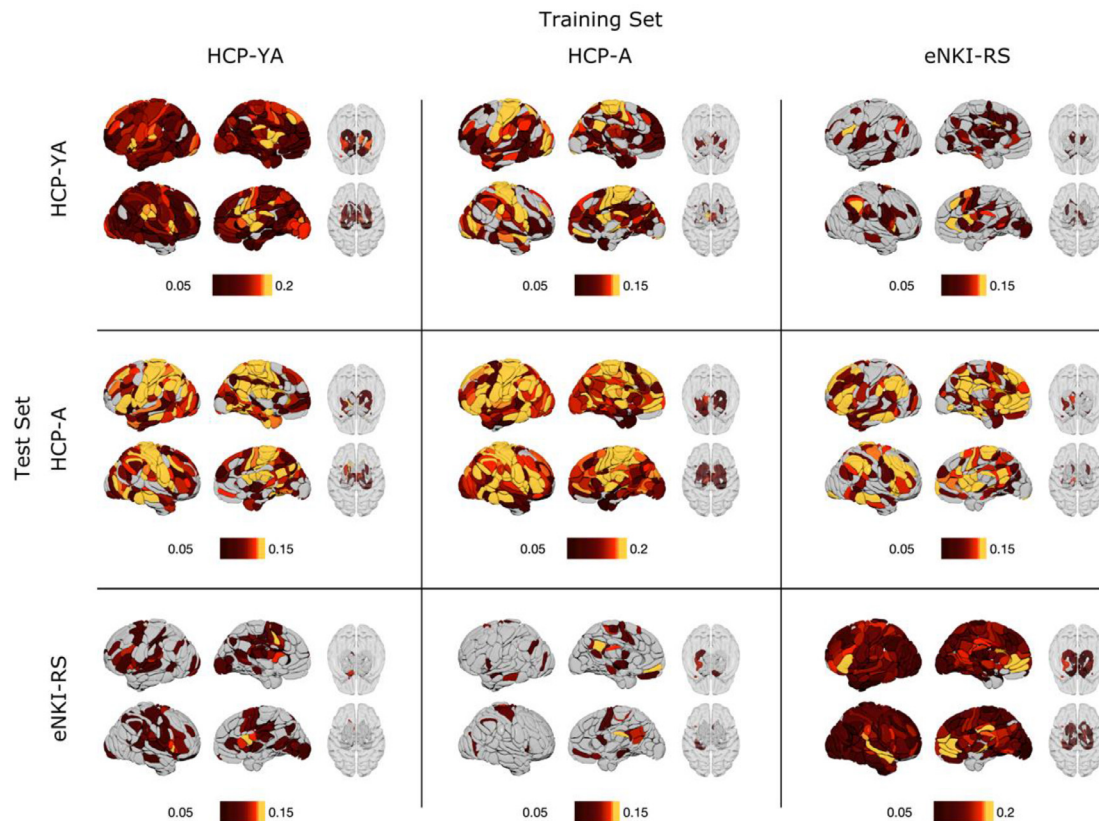 Training Set
HCP-YA HCP-A eNKI-RS
Test Set
HCP-YA
0.05 0.2 0.05 0.15 0.05 0.15
HCP-A
0.05 0.15 0.05 0.2 0.05 0.15
eNKI-RS
0.05 0.15 0.05 0.15 0.05 0.2